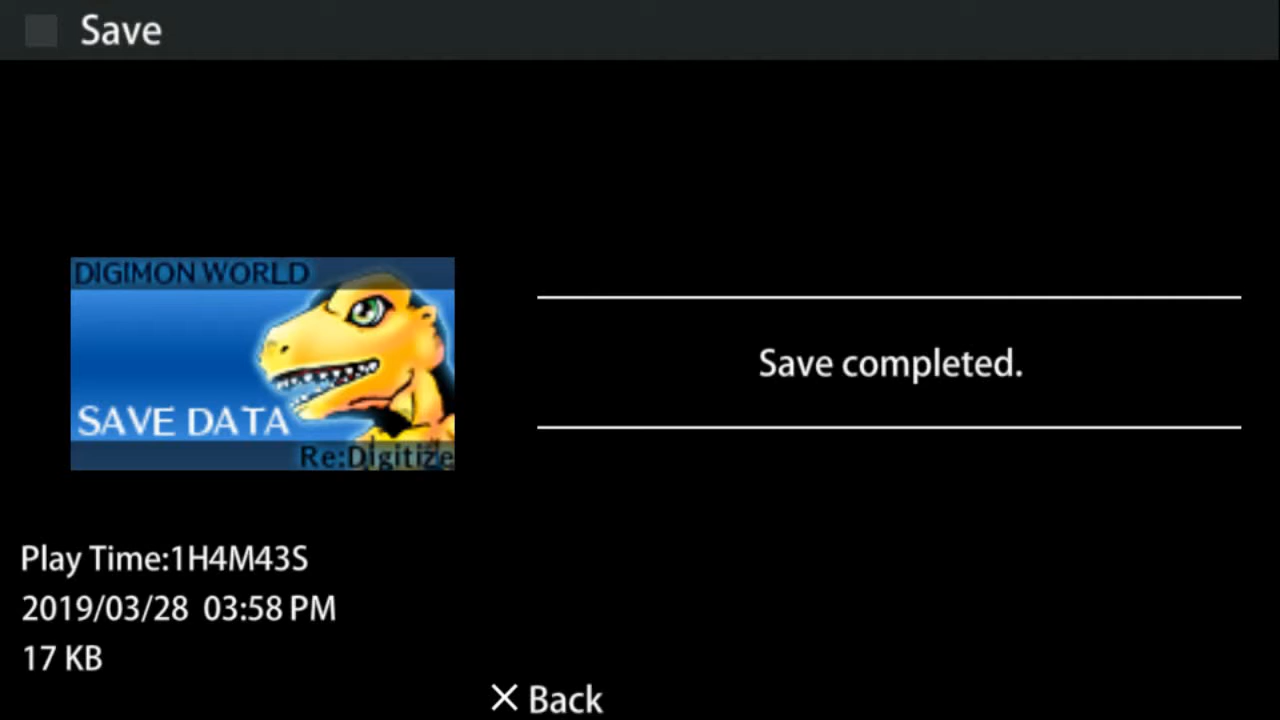 Save
DIGIMON WORLD
SAVE DATA
Re:Digitize
Save completed.
Play Time:1H4M43S
2019/03/28 03:58 PM
17 KB
Back